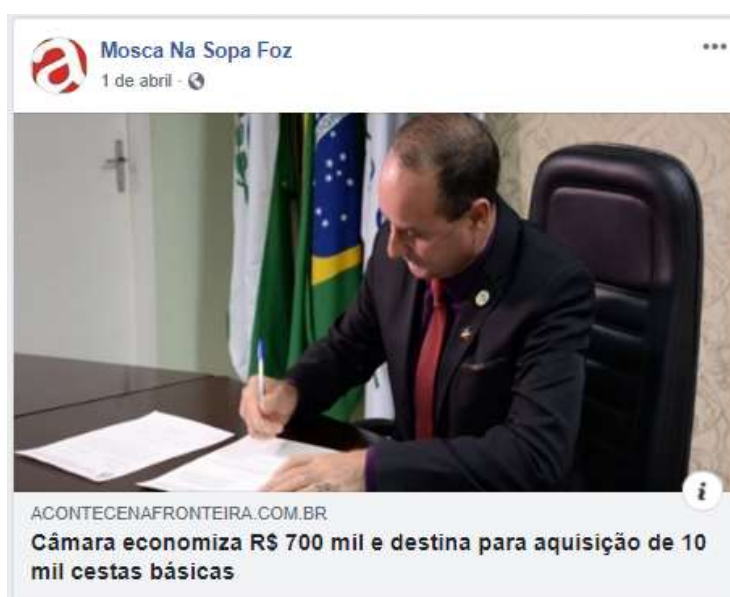 Mosca Na Sopa Foz
1 de abril
ACONTECENAFRONTEIRA.COM.BR
Câmara economiza R$ 700 mil e destina para aquisição de 10
mil cestas básicas